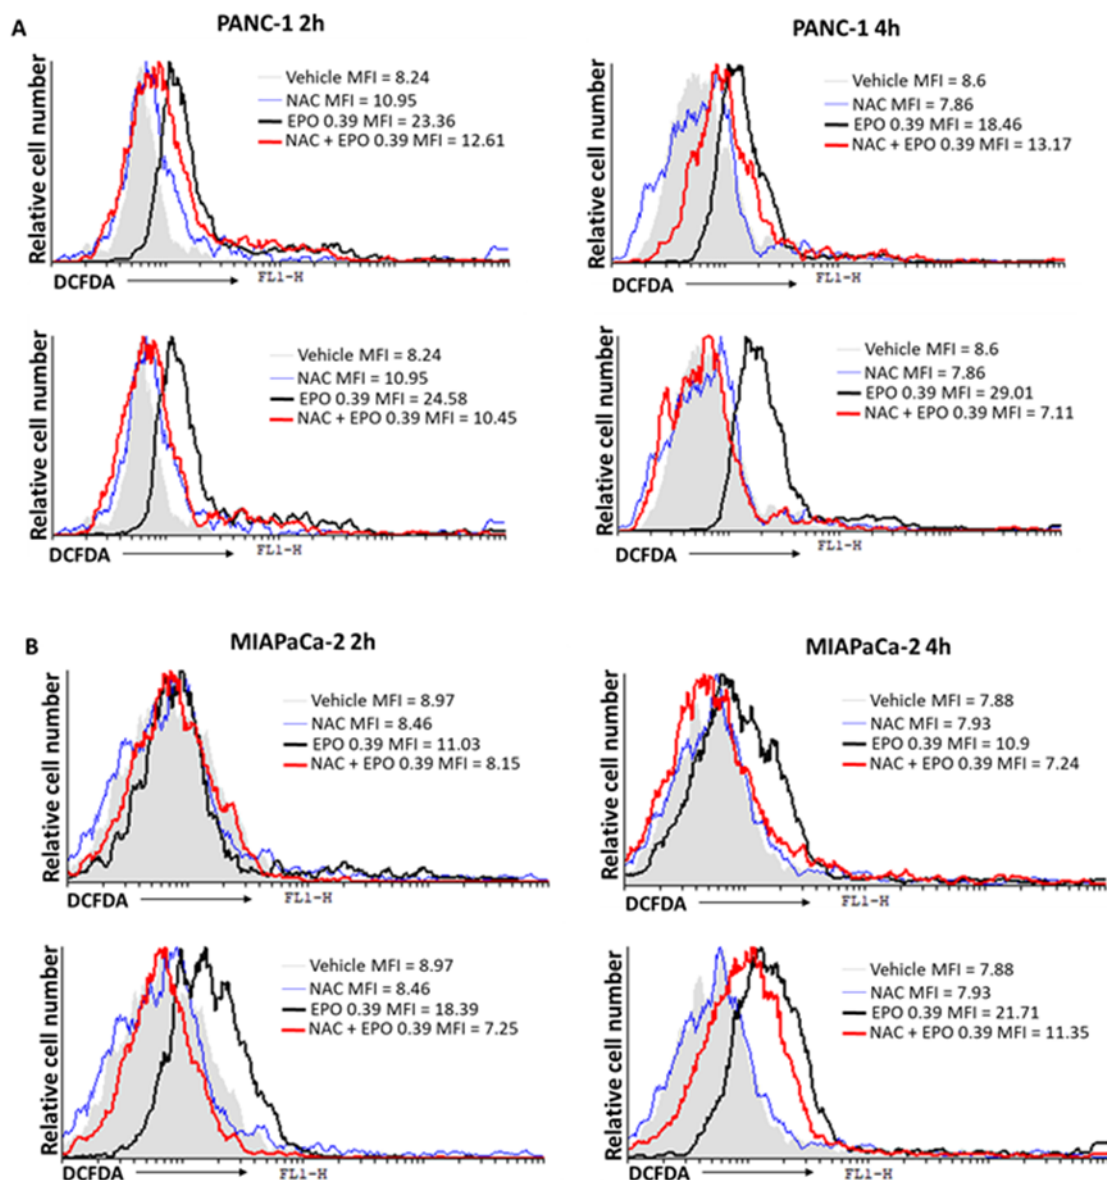 A
PANC-1 2h
Relative cell number
Vehicle MFI = 8.24
NAC MFI = 10.95
EPO 0.39 MFI = 23.36
NAC + EPO 0.39 MFI = 12.61
DCFDA
FL1-H
PANC-1 4h
Relative cell number
Vehicle MFI = 8.6
NAC MFI = 7.86
EPO 0.39 MFI = 18.46
NAC + EPO 0.39 MFI = 13.17
DCFDA
FL1-H
Relative cell number
Vehicle MFI = 8.24
NAC MFI = 10.95
EPO 0.39 MFI = 24.58
NAC + EPO 0.39 MFI = 10.45
DCFDA
FL1-H
Relative cell number
Vehicle MFI = 8.6
NAC MFI = 7.86
EPO 0.39 MFI = 29.01
NAC + EPO 0.39 MFI = 7.11
DCFDA
FL1-H
B
MIAPaCa-2 2h
Relative cell number
Vehicle MFI = 8.97
NAC MFI = 8.46
EPO 0.39 MFI = 11.03
NAC + EPO 0.39 MFI = 8.15
DCFDA
FL1-H
MIAPaCa-2 4h
Relative cell number
Vehicle MFI = 7.88
NAC MFI = 7.93
EPO 0.39 MFI = 10.9
NAC + EPO 0.39 MFI = 7.24
DCFDA
FL1-H
Relative cell number
Vehicle MFI = 8.97
NAC MFI = 8.46
EPO 0.39 MFI = 18.39
NAC + EPO 0.39 MFI = 7.25
DCFDA
FL1-H
Relative cell number
Vehicle MFI = 7.88
NAC MFI = 7.93
EPO 0.39 MFI = 21.71
NAC + EPO 0.39 MFI = 11.35
DCFDA
FL1-H